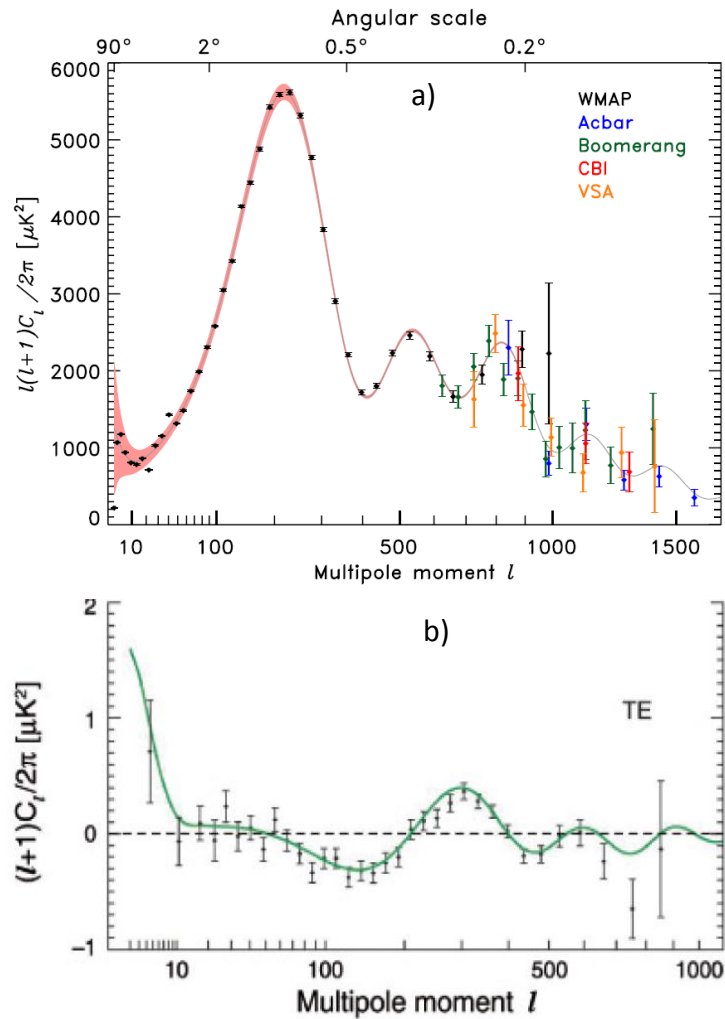 Angular scale
90° 2° 0.5° 0.2°
a)
6000
5000
4000
3000
2000
1000
0
l(l+1)Cl/2π [μK²]
WMAP
Acbar
Boomerang
CBI
VSA
10 100 500 1000 1500
Multipole moment l
b)
2
1
0
-1
(l+1)Cl/2π [μK²]
TE
10 100 500 1000
Multipole moment l